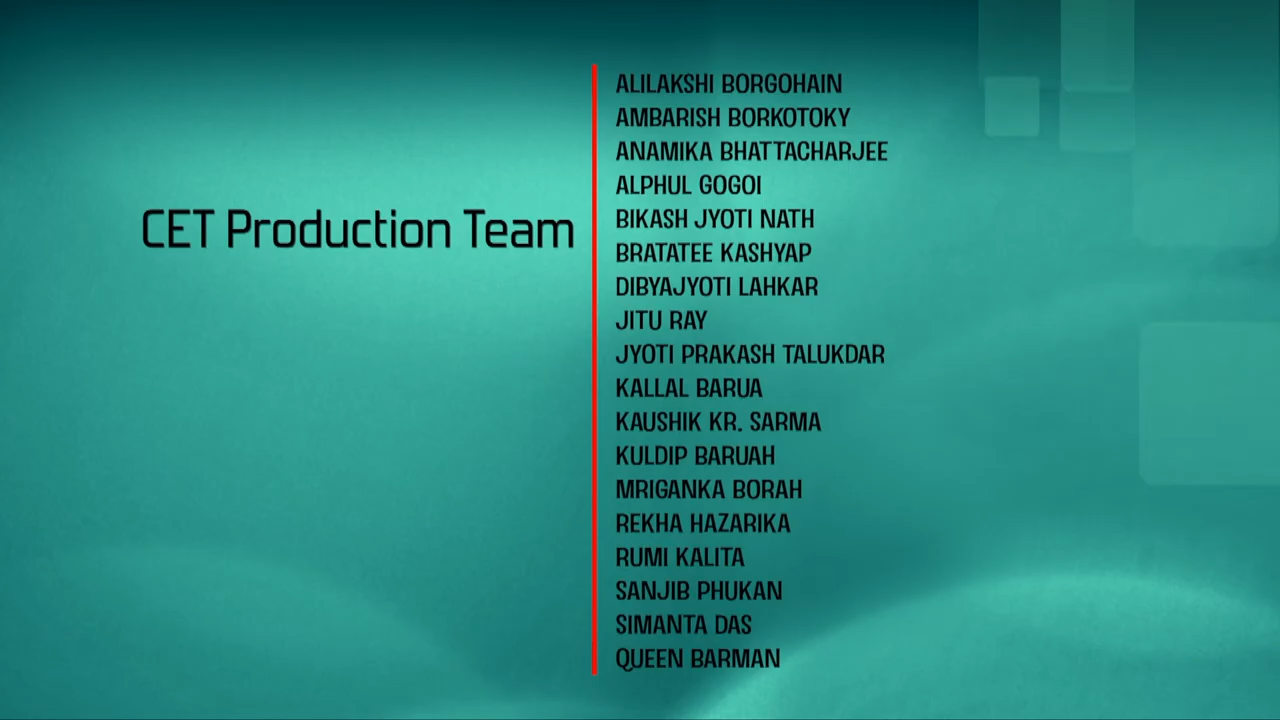 CET Production Team
ALILAKSHI BORGOHAIN
AMBARISH BORKOTOKY
ANAMIKA BHATTACHARJEE
ALPHUL GOGOI
BIKASH JYOTI NATH
BRATATEE KASHYAP
DIBYAJYOTI LAHKAR
JITU RAY
JYOTI PRAKASH TALUKDAR
KALLAL BARUA
KAUSHIK KR. SARMA
KULDIP BARUAH
MRIGANKA BORAH
REKHA HAZARIKA
RUMI KALITA
SANJIB PHUKAN
SIMANTA DAS
QUEEN BARMAN